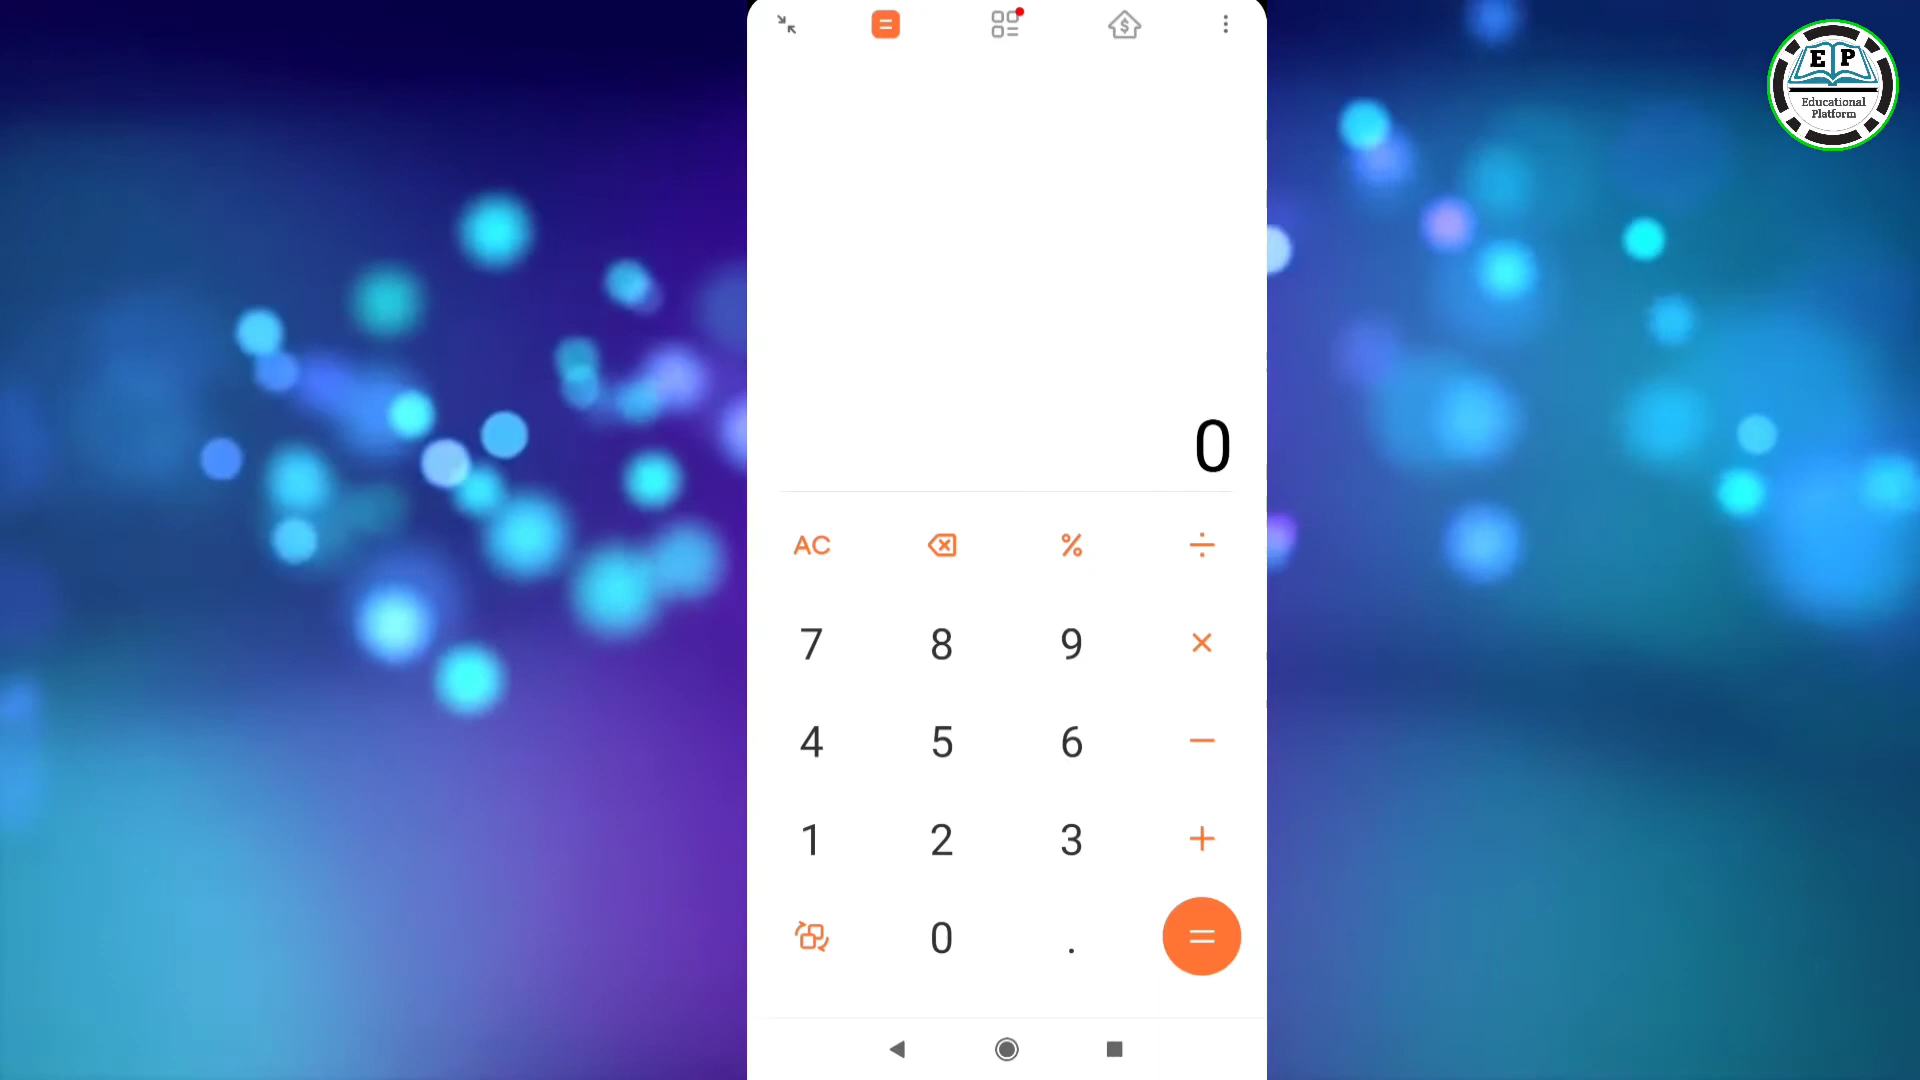 E P
Educational
Platform
0
AC % ÷
7 8 9 ×
4 5 6 −
1 2 3 +
0 . =